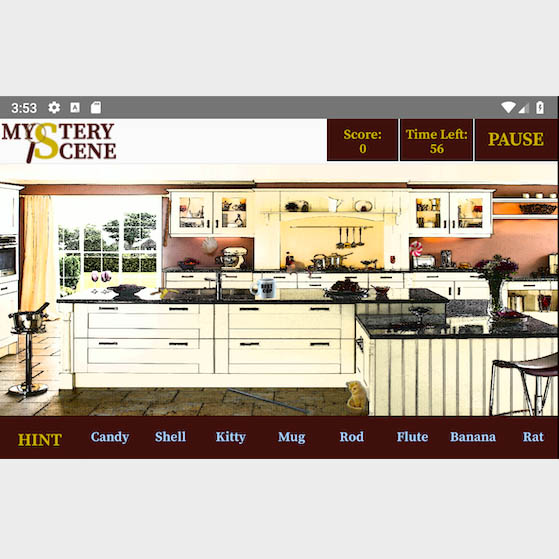 3:53
MYSTERY
SCENE
Score:
0
Time Left:
56
PAUSE
HINT
Candy
Shell
Kitty
Mug
Rod
Flute
Banana
Rat